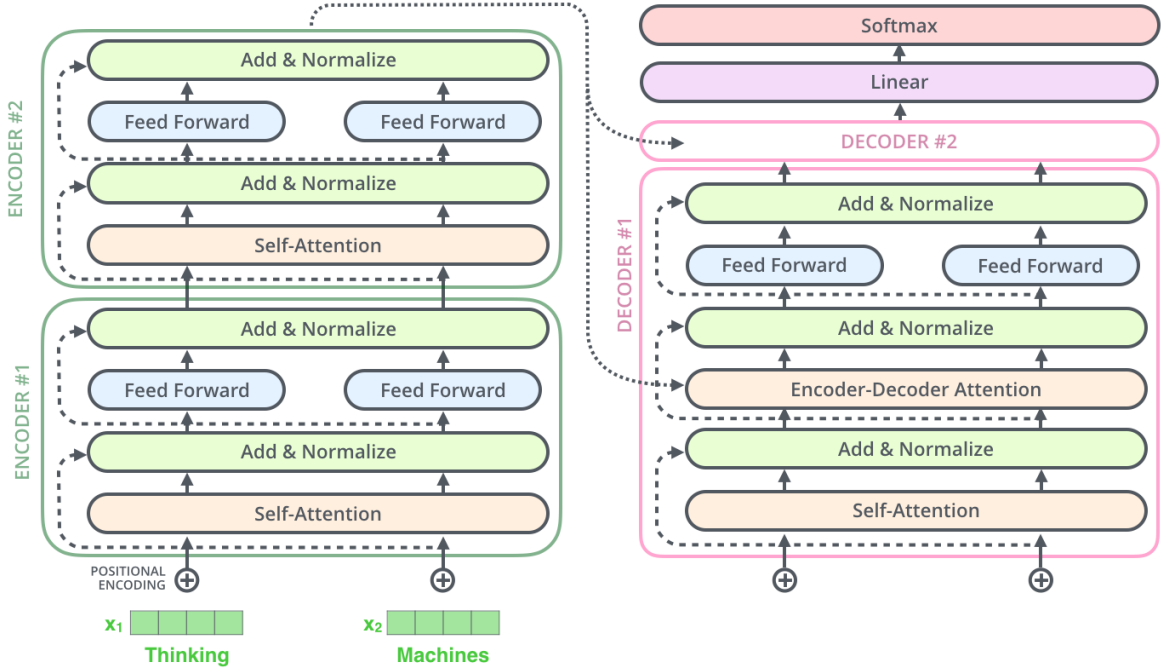 ENCODER #2
Add & Normalize
Feed Forward
Feed Forward
Add & Normalize
Self-Attention
ENCODER #1
Add & Normalize
Feed Forward
Feed Forward
Add & Normalize
Self-Attention
POSITIONAL
ENCODING
x1
x2
Thinking
Machines
Softmax
Linear
DECODER #2
DECODER #1
Add & Normalize
Feed Forward
Feed Forward
Add & Normalize
Encoder-Decoder Attention
Add & Normalize
Self-Attention